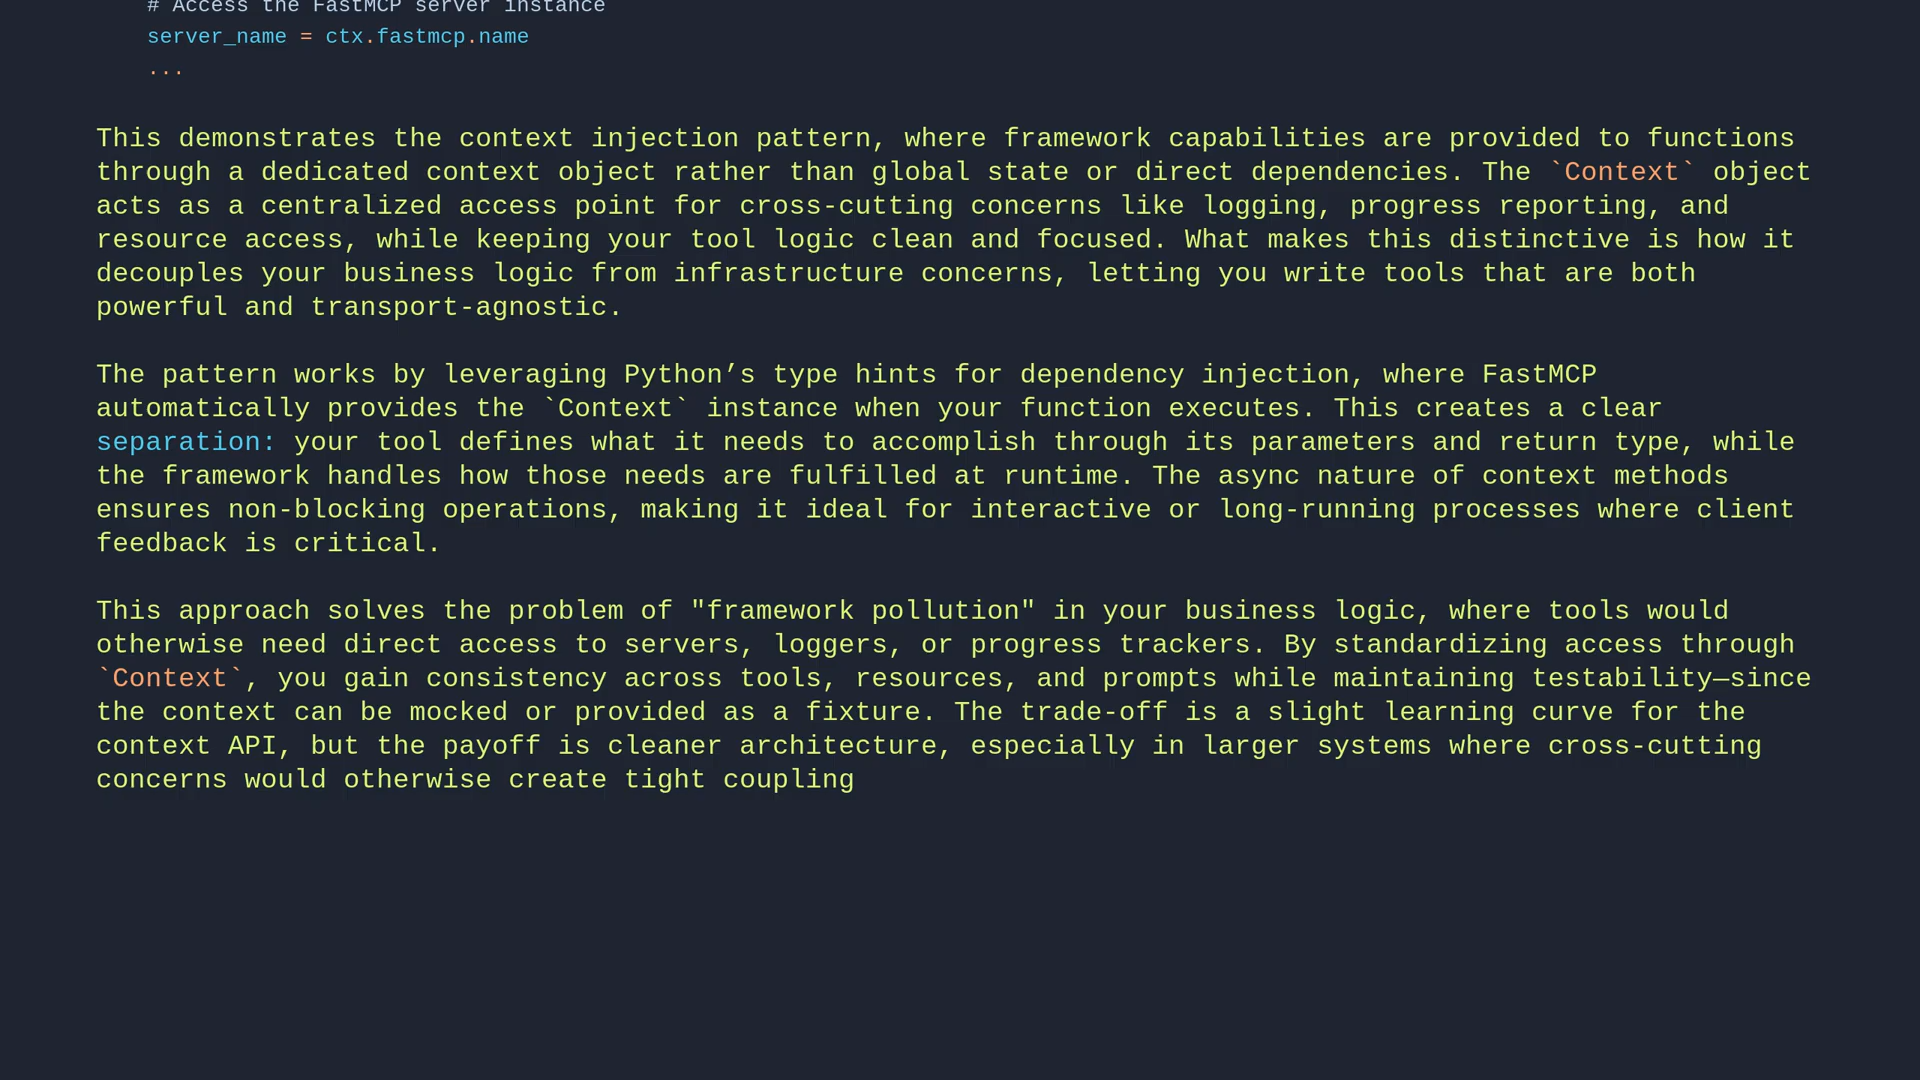 # Access the FastMCP server instance
server_name = ctx.fastmcp.name
...
This demonstrates the context injection pattern, where framework capabilities are provided to functions
through a dedicated context object rather than global state or direct dependencies. The `Context` object
acts as a centralized access point for cross-cutting concerns like logging, progress reporting, and
resource access, while keeping your tool logic clean and focused. What makes this distinctive is how it
decouples your business logic from infrastructure concerns, letting you write tools that are both
powerful and transport-agnostic.
The pattern works by leveraging Python’s type hints for dependency injection, where FastMCP
automatically provides the `Context` instance when your function executes. This creates a clear
separation: your tool defines what it needs to accomplish through its parameters and return type, while
the framework handles how those needs are fulfilled at runtime. The async nature of context methods
ensures non-blocking operations, making it ideal for interactive or long-running processes where client
feedback is critical.
This approach solves the problem of "framework pollution" in your business logic, where tools would
otherwise need direct access to servers, loggers, or progress trackers. By standardizing access through
`Context`, you gain consistency across tools, resources, and prompts while maintaining testability—since
the context can be mocked or provided as a fixture. The trade-off is a slight learning curve for the
context API, but the payoff is cleaner architecture, especially in larger systems where cross-cutting
concerns would otherwise create tight coupling